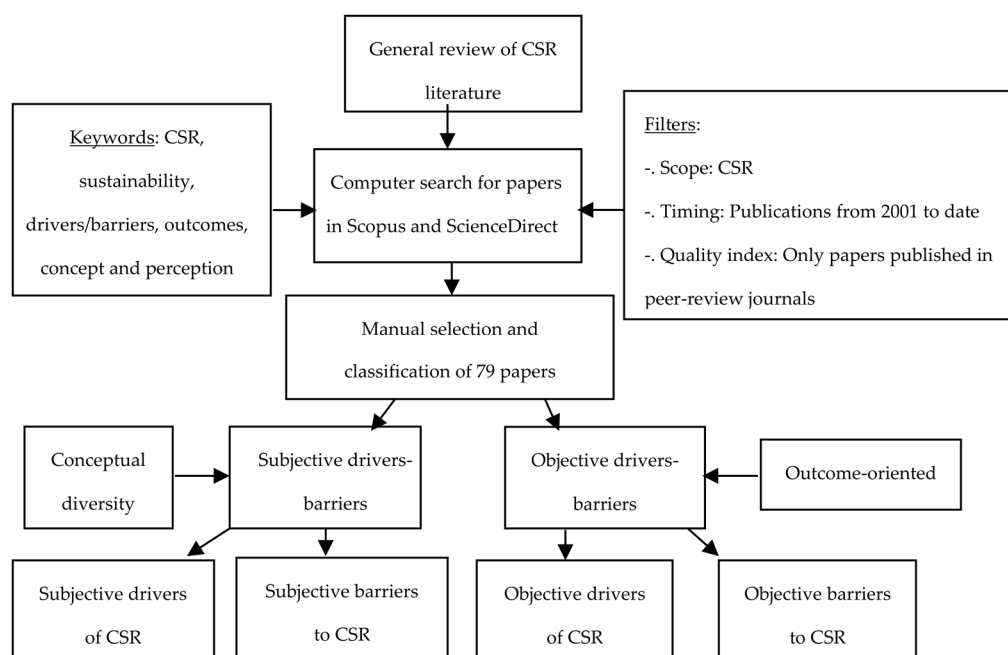 General review of CSR
literature
Keywords: CSR,
sustainability,
drivers/barriers, outcomes,
concept and perception
Computer search for papers
in Scopus and ScienceDirect
Filters:
-. Scope: CSR
-. Timing: Publications from 2001 to date
-. Quality index: Only papers published in
peer-review journals
Manual selection and
classification of 79 papers
Conceptual
diversity
Subjective drivers-
barriers
Objective drivers-
barriers
Outcome-oriented
Subjective drivers
of CSR
Subjective barriers
to CSR
Objective drivers
of CSR
Objective barriers
to CSR